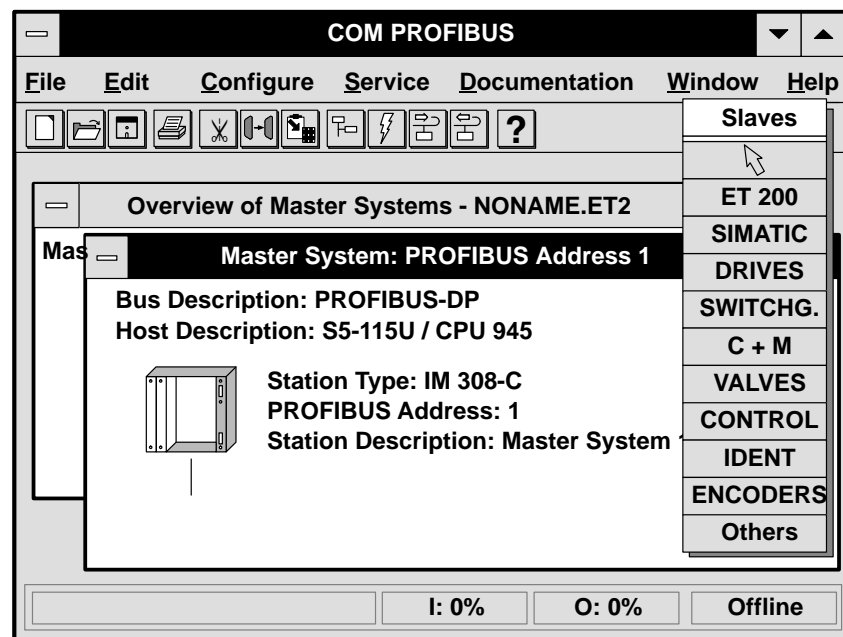 COM PROFIBUS
File Edit Configure Service Documentation Window Help
?
Slaves
ET 200
SIMATIC
DRIVES
SWITCHG.
C + M
VALVES
CONTROL
IDENT
ENCODERS
Others
Overview of Master Systems - NONAME.ET2
Mas
Master System: PROFIBUS Address 1
Bus Description: PROFIBUS-DP
Host Description: S5-115U / CPU 945
Station Type: IM 308-C
PROFIBUS Address: 1
Station Description: Master System 1
I: 0% O: 0% Offline